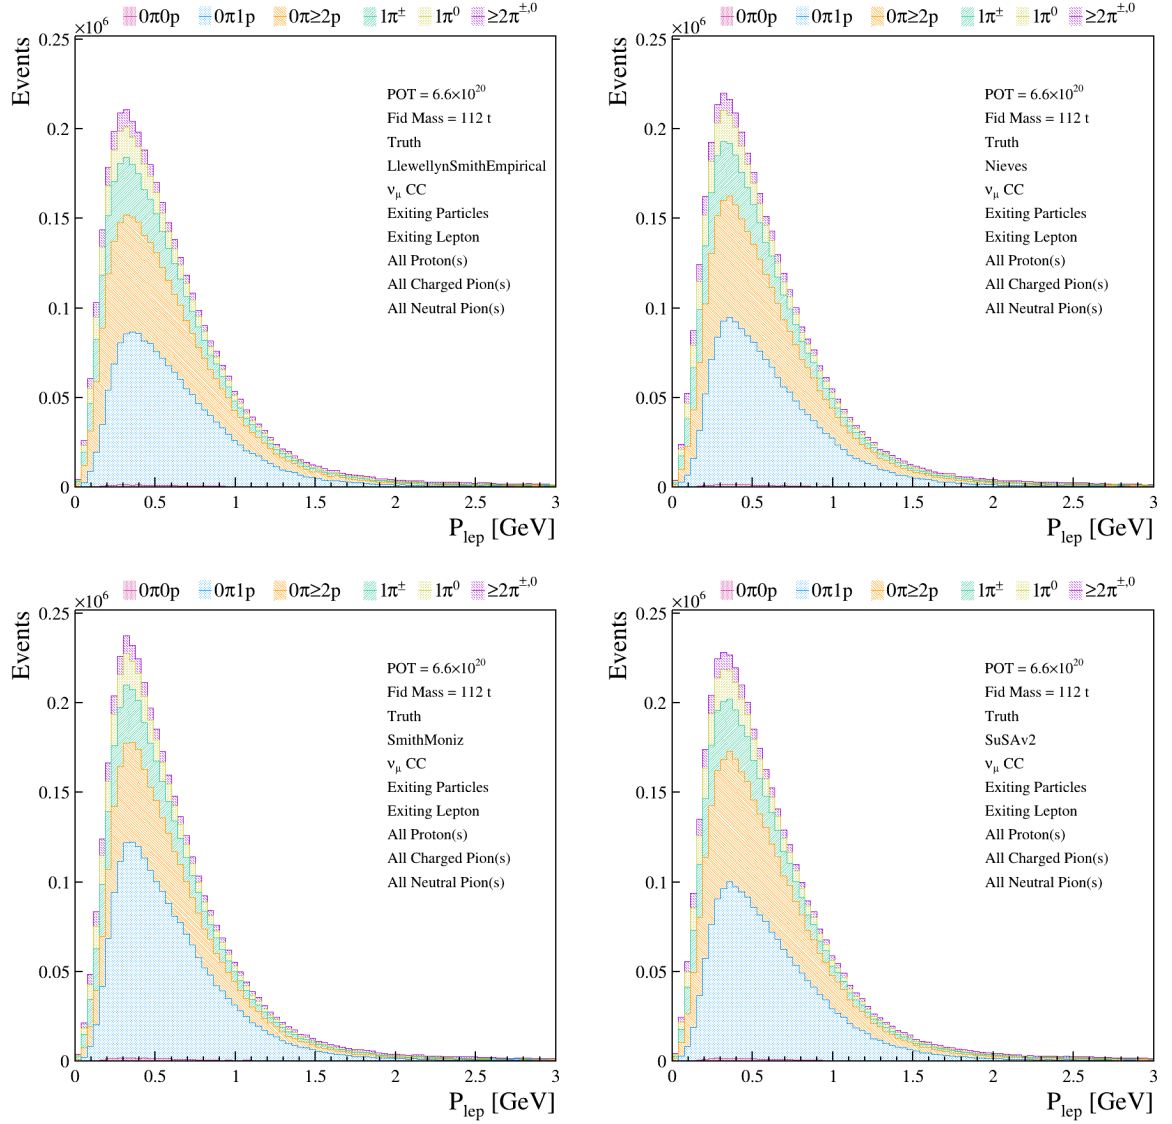 0π0p 0π1p 0π≥2p 1π± 1π⁰ ≥2π±,⁰
×10⁶
Events
0.25
0.2
0.15
0.1
0.05
0
POT = 6.6×10²⁰
Fid Mass = 112 t
Truth
LlewellynSmithEmpirical
νμ CC
Exiting Particles
Exiting Lepton
All Proton(s)
All Charged Pion(s)
All Neutral Pion(s)
0 0.5 1 1.5 2 2.5 3
P_lep [GeV]
0π0p 0π1p 0π≥2p 1π± 1π⁰ ≥2π±,⁰
×10⁶
Events
0.25
0.2
0.15
0.1
0.05
0
POT = 6.6×10²⁰
Fid Mass = 112 t
Truth
Nieves
νμ CC
Exiting Particles
Exiting Lepton
All Proton(s)
All Charged Pion(s)
All Neutral Pion(s)
0 0.5 1 1.5 2 2.5 3
P_lep [GeV]
0π0p 0π1p 0π≥2p 1π± 1π⁰ ≥2π±,⁰
×10⁶
Events
0.25
0.2
0.15
0.1
0.05
0
POT = 6.6×10²⁰
Fid Mass = 112 t
Truth
SmithMoniz
νμ CC
Exiting Particles
Exiting Lepton
All Proton(s)
All Charged Pion(s)
All Neutral Pion(s)
0 0.5 1 1.5 2 2.5 3
P_lep [GeV]
0π0p 0π1p 0π≥2p 1π± 1π⁰ ≥2π±,⁰
×10⁶
Events
0.25
0.2
0.15
0.1
0.05
0
POT = 6.6×10²⁰
Fid Mass = 112 t
Truth
SuSAv2
νμ CC
Exiting Particles
Exiting Lepton
All Proton(s)
All Charged Pion(s)
All Neutral Pion(s)
0 0.5 1 1.5 2 2.5 3
P_lep [GeV]